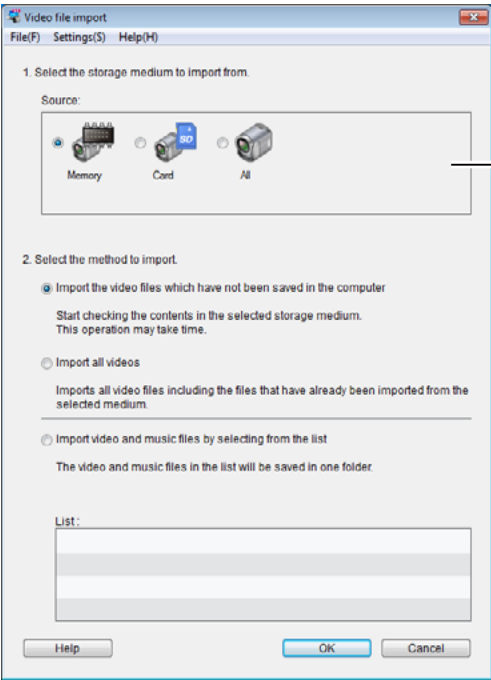 Video file import
File(F) Settings(S) Help(H)
1. Select the storage medium to import from.
Source:
SD
Memory Card All
2. Select the method to import.
Import the video files which have not been saved in the computer
Start checking the contents in the selected storage medium.
This operation may take time.
Import all videos
Imports all video files including the files that have already been imported from the
selected medium.
Import video and music files by selecting from the list
The video and music files in the list will be saved in one folder.
List :
Help OK Cancel